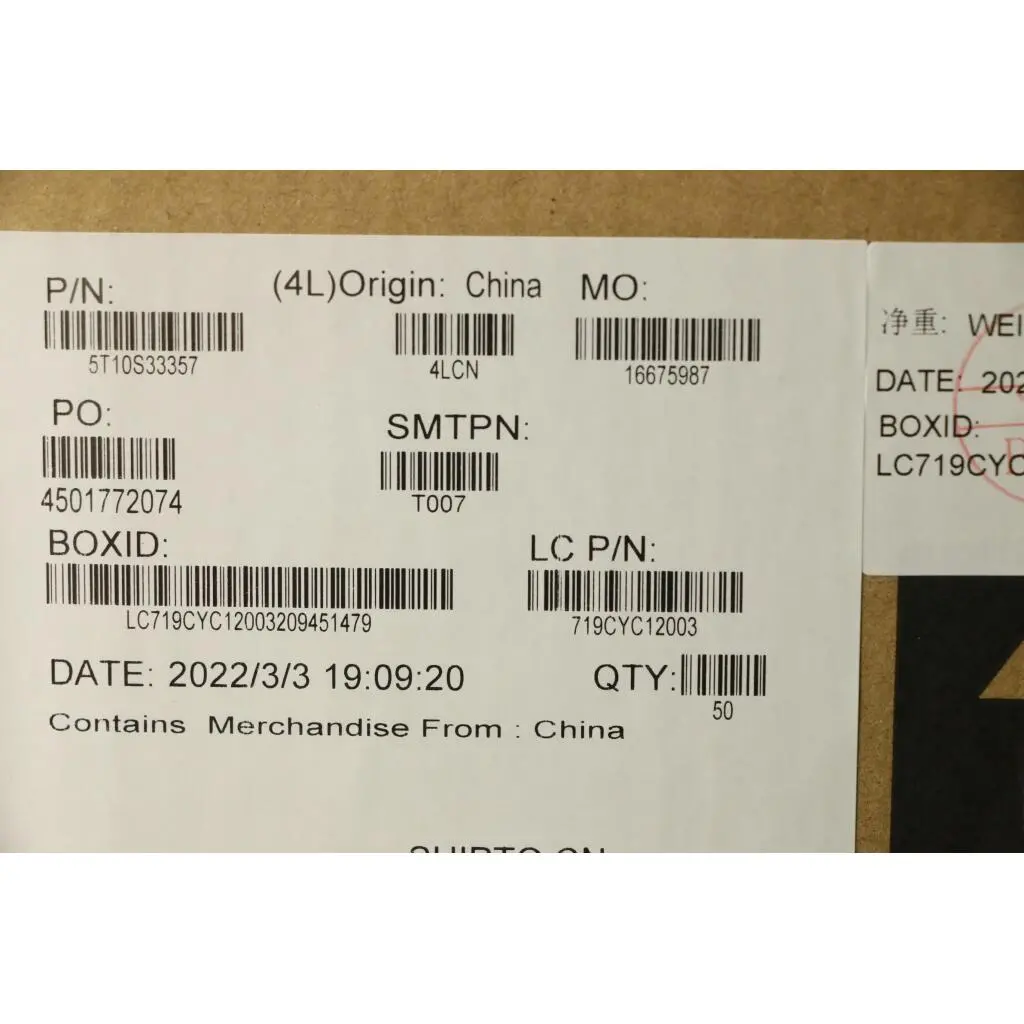 P/N: (4L)Origin: China MO:
5T10S33357 4LCN 16675987
PO: SMTPN:
4501772074 T007
BOXID: LC P/N:
LC719CYC12003209451479 719CYC12003
DATE: 2022/3/3 19:09:20 QTY:
50
Contains Merchandise From : China
净重: WEI
DATE: 202
BOXID:
LC719CYC